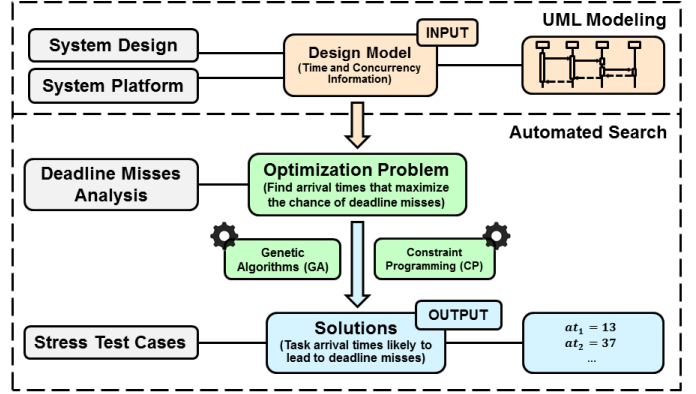 UML Modeling
INPUT
System Design
System Platform
Design Model
(Time and Concurrency
Information)
Automated Search
Deadline Misses
Analysis
Optimization Problem
(Find arrival times that maximize
the chance of deadline misses)
Genetic
Algorithms (GA)
Constraint
Programming (CP)
OUTPUT
Stress Test Cases
Solutions
(Task arrival times likely to
lead to deadline misses)
at₁ = 13
at₂ = 37
...